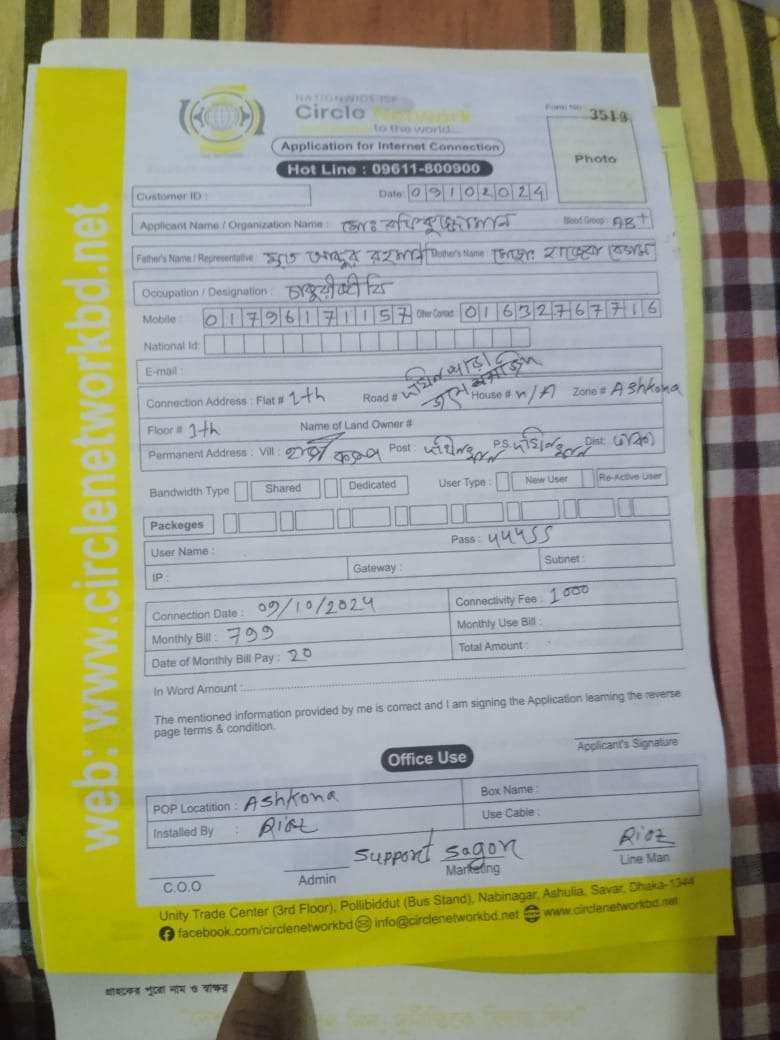 NATIONWIDE ISP
Circle Network
to the world...
Form No : 3519
Application for Internet Connection
Hot Line : 09611-800900
Photo
Customer ID :
Date: 09102024
Applicant Name / Organization Name : মোঃ রফিকুজ্জামান Blood Group : AB+
Father's Name / Representative : মৃত আব্দুর রহমান Mother's Name : মোছাঃ বেগম
Occupation / Designation :
Mobile : 01796171157 Other Contact : 01632767716
National Id:
E-mail :
Connection Address : Flat # 1th Road # House # N/A Zone # Ashkona
Floor # 1th Name of Land Owner #
Permanent Address : Vill : Post : P.S. Dist: ঢাকা
Bandwidth Type Shared Dedicated User Type : New User Re-Active User
Packeges
User Name : Pass : 44455
IP : Gateway : Subnet :
Connection Date : 09/10/2024 Connectivity Fee : 1000
Monthly Bill : 799 Monthly Use Bill :
Date of Monthly Bill Pay : 20 Total Amount :
In Word Amount :
The mentioned information provided by me is correct and I am signing the Application learning the reverse
page terms & condition.
Applicant's Signature
Office Use
POP Locatition : Ashkona Box Name :
Installed By : Riaz Use Cable :
Support Sagor Riaz
C.O.O Admin Marketing Line Man
Unity Trade Center (3rd Floor), Pollibiddut (Bus Stand), Nabinagar, Ashulia, Savar, Dhaka-1344
facebook.com/circlenetworkbd info@circlenetworkbd.net www.circlenetworkbd.net
web: www.circlenetworkbd.net
গ্রাহকের পুরো নাম ও স্বাক্ষর